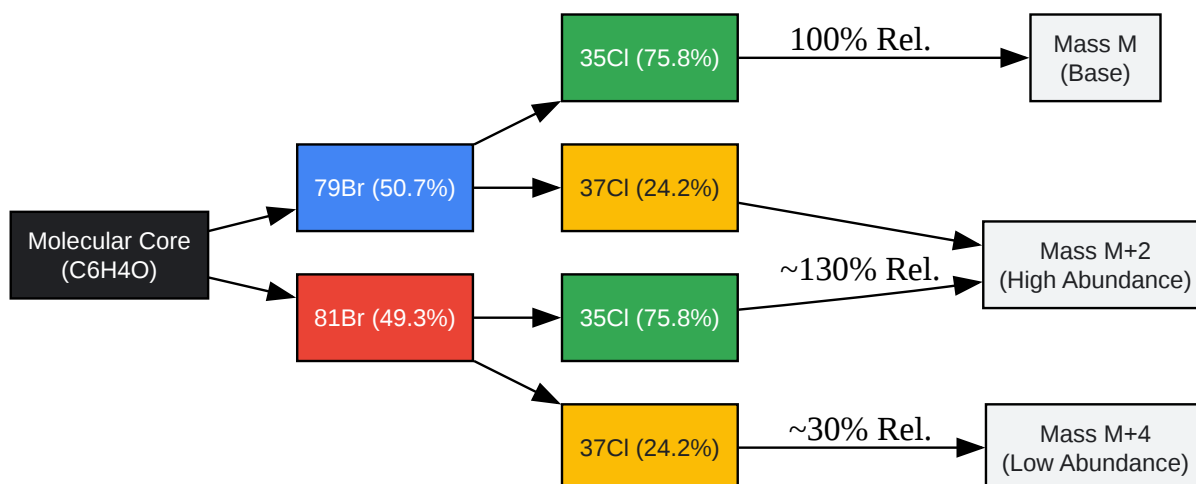 35Cl (75.8%)
100% Rel.
Mass M
(Base)
79Br (50.7%)
37Cl (24.2%)
Molecular Core
(C6H4O)
Mass M+2
(High Abundance)
~130% Rel.
81Br (49.3%)
35Cl (75.8%)
37Cl (24.2%)
~30% Rel.
Mass M+4
(Low Abundance)